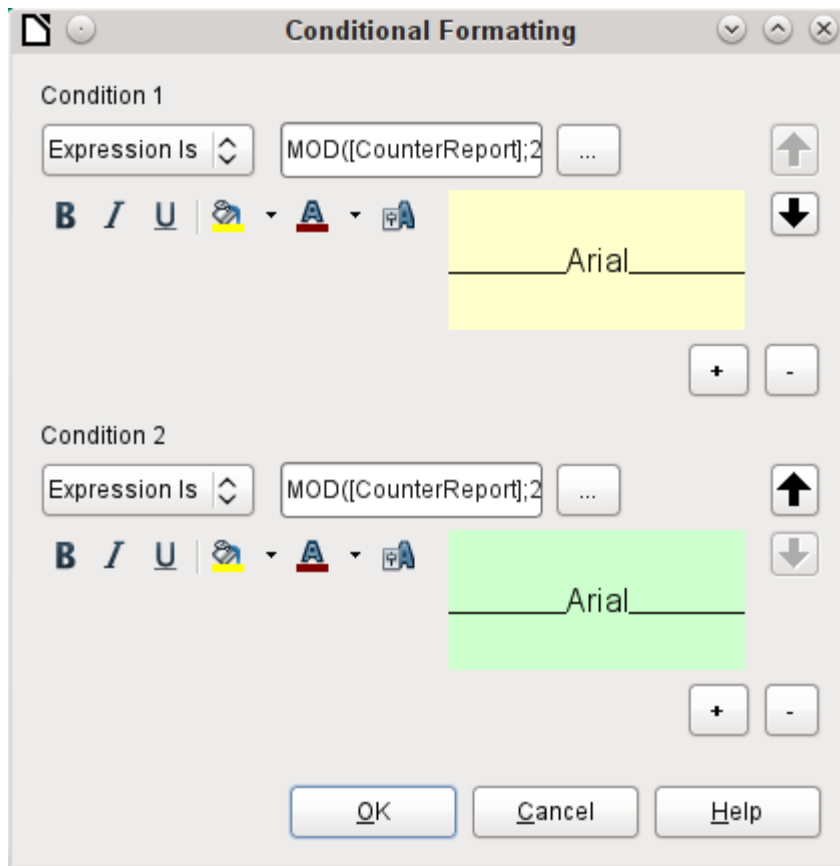 Conditional Formatting
Condition 1
Expression Is MOD([CounterReport];2 ...
B I U A A
Arial
+ -
Condition 2
Expression Is MOD([CounterReport];2 ...
B I U A A
Arial
+ -
OK Cancel Help